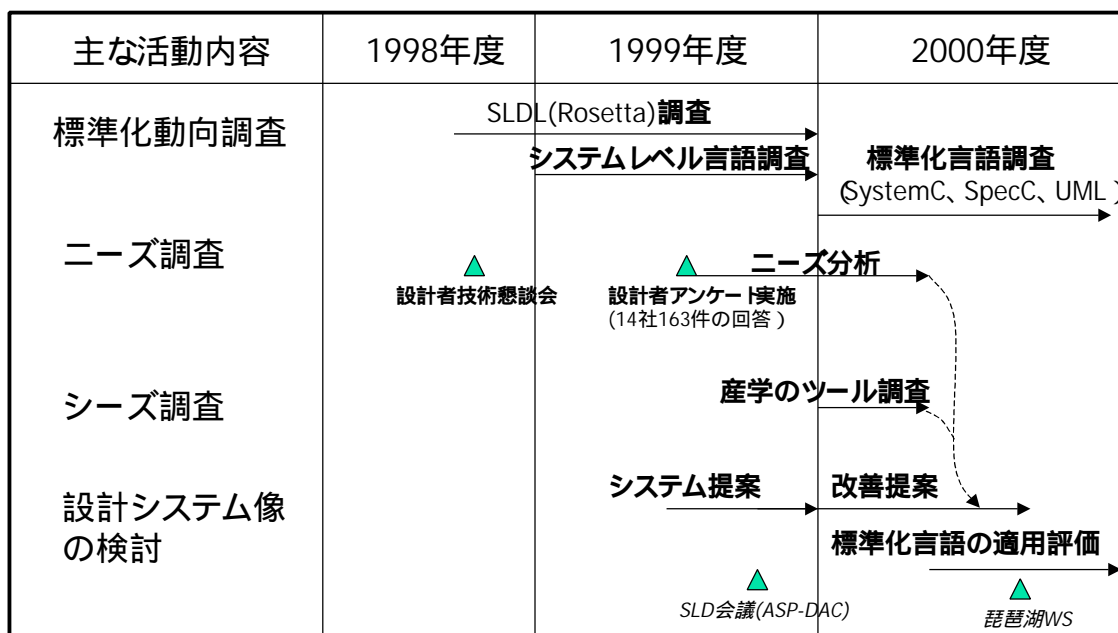 主な活動内容
1998年度
1999年度
2000年度
標準化動向調査
SLDL(Rosetta)調査
システムレベル言語調査
標準化言語調査
(SystemC、SpecC、UML )
ニーズ調査
設計者技術懇談会
ニーズ分析
設計者アンケート実施
(14社163件の回答 )
シーズ調査
産学のツール調査
設計システム像
の検討
システム提案
改善提案
標準化言語の適用評価
SLD会議(ASP-DAC)
琵琶湖WS